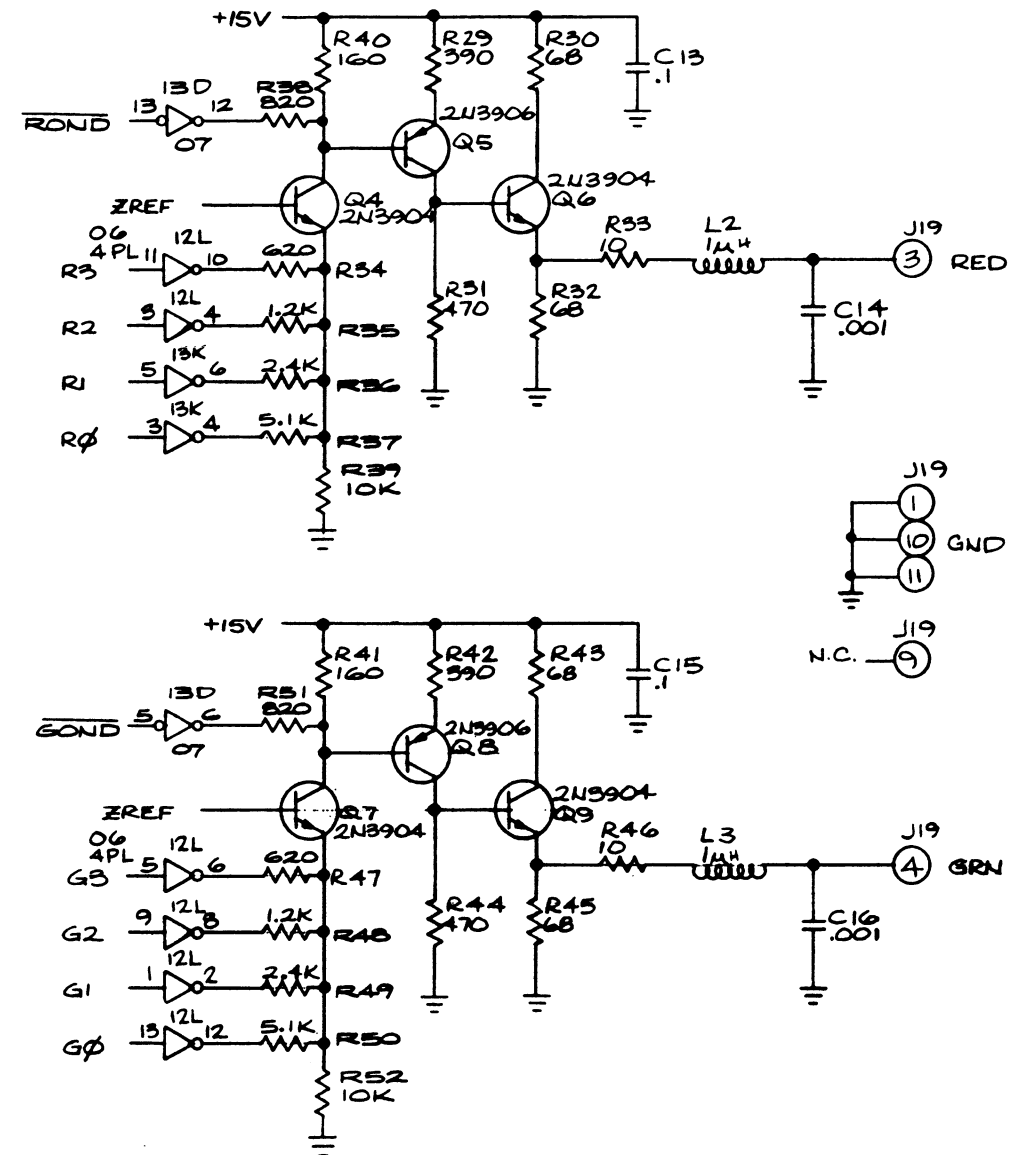 +15V
R40
160
R29
390
R30
68
C13
.1
ROND
13
13D
12
07
R38
820
2N3906
Q5
ZREF
Q4
2N3904
2N3904
Q6
06
4PL
R3
11
12L
10
620
R34
R2
3
12L
4
1.2K
R35
R1
5
13K
6
2.4K
R36
RØ
3
13K
4
5.1K
R37
R39
10K
R31
470
R32
68
R33
10
L2
1µH
C14
.001
J19
3
RED
J19
1
10
11
GND
J19
N.C.
9
+15V
R41
160
R42
390
R43
68
C15
.1
GOND
5
13D
6
07
R51
820
2N3906
Q8
ZREF
Q7
2N3904
2N3904
Q9
06
4PL
G3
5
12L
6
620
R47
G2
9
12L
8
1.2K
R48
G1
1
12L
2
2.4K
R49
GØ
13
12L
12
5.1K
R50
R52
10K
R44
470
R45
68
R46
10
L3
1µH
C16
.001
J19
4
GRN